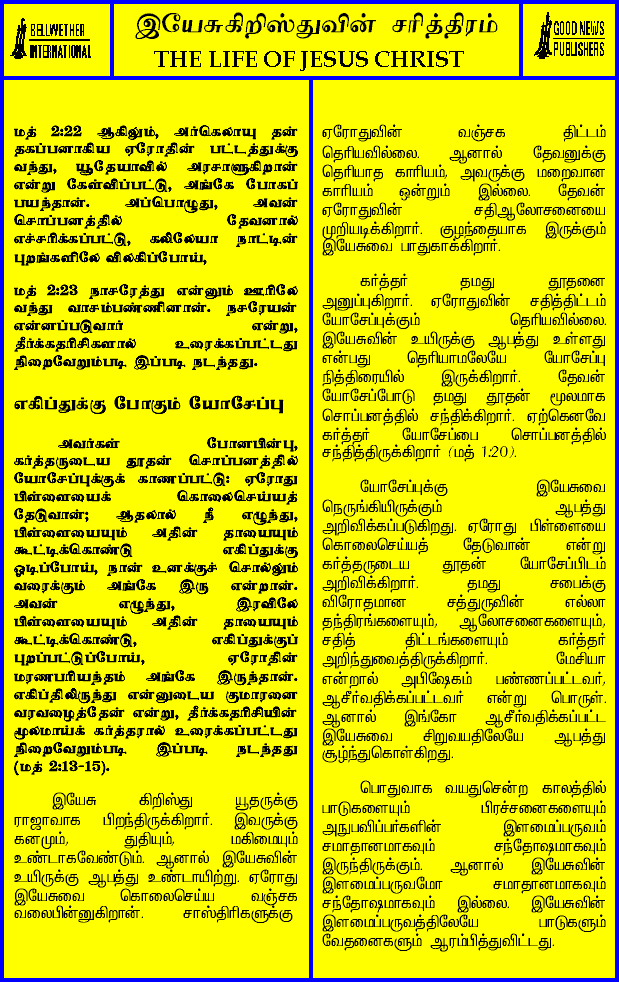 BELLWETHER
INTERNATIONAL
இயேசுகிறிஸ்துவின் சரித்திரம்
THE LIFE OF JESUS CHRIST
GOOD NEWS
PUBLISHERS
மத் 2:22 ஆகிலும், அர்கெலாயு தன்
தகப்பனாகிய ஏரோதின் பட்டத்துக்கு
வந்து, யூதேயாவில் அரசாளுகிறான்
என்று கேள்விப்பட்டு, அங்கே போகப்
பயந்தான். அப்பொழுது, அவன்
சொப்பனத்தில் தேவனால்
எச்சரிக்கப்பட்டு, கலிலேயா நாட்டின்
புறங்களிலே விலகிப்போய்,
மத் 2:23 நாசரேத்து என்னும் ஊரிலே
வந்து வாசம்பண்ணினான். நசரேயன்
என்னப்படுவார் என்று,
தீர்க்கதரிசிகளால் உரைக்கப்பட்டது
நிறைவேறும்படி இப்படி நடந்தது.
எகிப்துக்கு போகும் யோசேப்பு
அவர்கள் போனபின்பு,
கர்த்தருடைய தூதன் சொப்பனத்தில்
யோசேப்புக்குக் காணப்பட்டு: ஏரோது
பிள்ளையைக் கொலைசெய்யத்
தேடுவான்; ஆதலால் நீ எழுந்து,
பிள்ளையையும் அதின் தாயையும்
கூட்டிக்கொண்டு எகிப்துக்கு
ஓடிப்போய், நான் உனக்குச் சொல்லும்
வரைக்கும் அங்கே இரு என்றான்.
அவன் எழுந்து, இரவிலே
பிள்ளையையும் அதின் தாயையும்
கூட்டிக்கொண்டு, எகிப்துக்குப்
புறப்பட்டுப்போய், ஏரோதின்
மரணபரியந்தம் அங்கே இருந்தான்.
எகிப்திலிருந்து என்னுடைய குமாரனை
வரவழைத்தேன் என்று, தீர்க்கதரிசியின்
மூலமாய்க் கர்த்தரால் உரைக்கப்பட்டது
நிறைவேறும்படி இப்படி நடந்தது
(மத் 2:13-15).
இயேசு கிறிஸ்து யூதருக்கு
ராஜாவாக பிறந்திருக்கிறார். இவருக்கு
கனமும், துதியும், மகிமையும்
உண்டாகவேண்டும். ஆனால் இயேசுவின்
உயிருக்கு ஆபத்து உண்டாயிற்று. ஏரோது
இயேசுவை கொலைசெய்ய வஞ்சக
வலைபின்னுகிறான். சாஸ்திரிகளுக்கு
ஏரோதுவின் வஞ்சக திட்டம்
தெரியவில்லை. ஆனால் தேவனுக்கு
தெரியாத காரியம், அவருக்கு மறைவான
காரியம் ஒன்றும் இல்லை. தேவன்
ஏரோதுவின் சதிஆலோசனையை
முறியடிக்கிறார். குழந்தையாக இருக்கும்
இயேசுவை பாதுகாக்கிறார்.
கர்த்தர் தமது தூதனை
அனுப்புகிறார். ஏரோதுவின் சதித்திட்டம்
யோசேப்புக்கும் தெரியவில்லை.
இயேசுவின் உயிருக்கு ஆபத்து உள்ளது
என்பது தெரியாமலேயே யோசேப்பு
நித்திரையில் இருக்கிறார். தேவன்
யோசேப்போடு தமது தூதன் மூலமாக
சொப்பனத்தில் சந்திக்கிறார். ஏற்கெனவே
கர்த்தர் யோசேப்பை சொப்பனத்தில்
சந்தித்திருக்கிறார் (மத் 1:20).
யோசேப்புக்கு இயேசுவை
நெருங்கியிருக்கும் ஆபத்து
அறிவிக்கப்படுகிறது. ஏரோது பிள்ளையை
கொலைசெய்யத் தேடுவான் என்று
கர்த்தருடைய தூதன் யோசேப்பிடம்
அறிவிக்கிறார். தமது சபைக்கு
விரோதமான சத்துருவின் எல்லா
தந்திரங்களையும், ஆலோசனைகளையும்,
சதித் திட்டங்களையும் கர்த்தர்
அறிந்துவைத்திருக்கிறார். மேசியா
என்றால் அபிஷேகம் பண்ணப்பட்டவர்,
ஆசீர்வதிக்கப்பட்டவர் என்று பொருள்.
ஆனால் இங்கோ ஆசீர்வதிக்கப்பட்ட
இயேசுவை சிறுவயதிலேயே ஆபத்து
சூழ்ந்துகொள்கிறது.
பொதுவாக வயதுசென்ற காலத்தில்
பாடுகளையும் பிரச்சனைகளையும்
அநுபவிப்பர்களின் இளமைப்பருவம்
சமாதானமாகவும் சந்தோஷமாகவும்
இருந்திருக்கும். ஆனால் இயேசுவின்
இளமைப்பருவமோ சமாதானமாகவும்
சந்தோஷமாகவும் இல்லை. இயேசுவின்
இளமைப்பருவத்திலேயே பாடுகளும்
வேதனைகளும் ஆரம்பித்துவிட்டது.